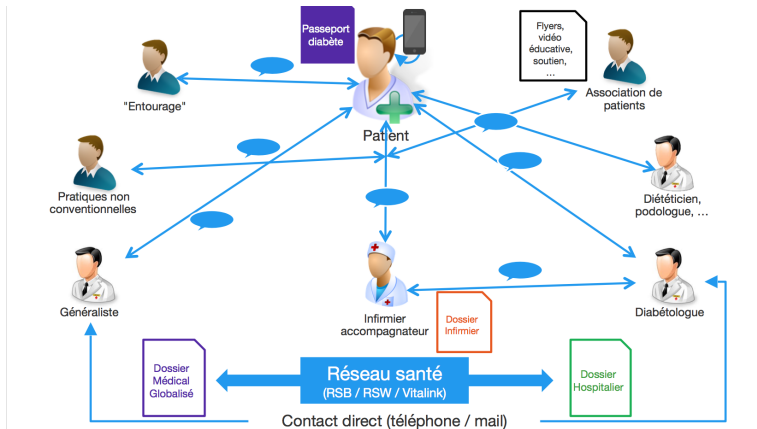 Passeport
diabète
Flyers,
vidéo
éducative,
soutien,
...
"Entourage"
Association de
patients
Patient
Pratiques non
conventionnelles
Diététicien,
podologue, ...
Généraliste
Infirmier
accompagnateur
Dossier
Infirmier
Diabétologue
Dossier
Médical
Globalisé
Réseau santé
(RSB / RSW / Vitalink)
Dossier
Hospitalier
Contact direct (téléphone / mail)